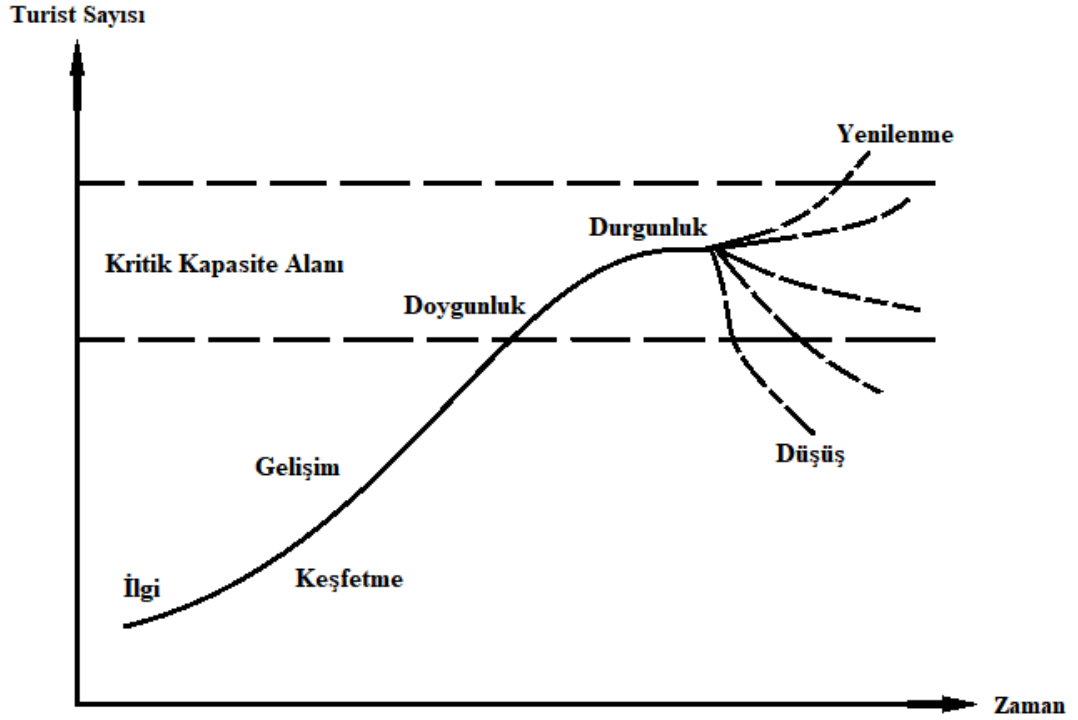 Turist Sayısı
Yenilenme
Durgunluk
Kritik Kapasite Alanı
Doygunluk
Gelişim
Düşüş
Keşfetme
İlgi
Zaman